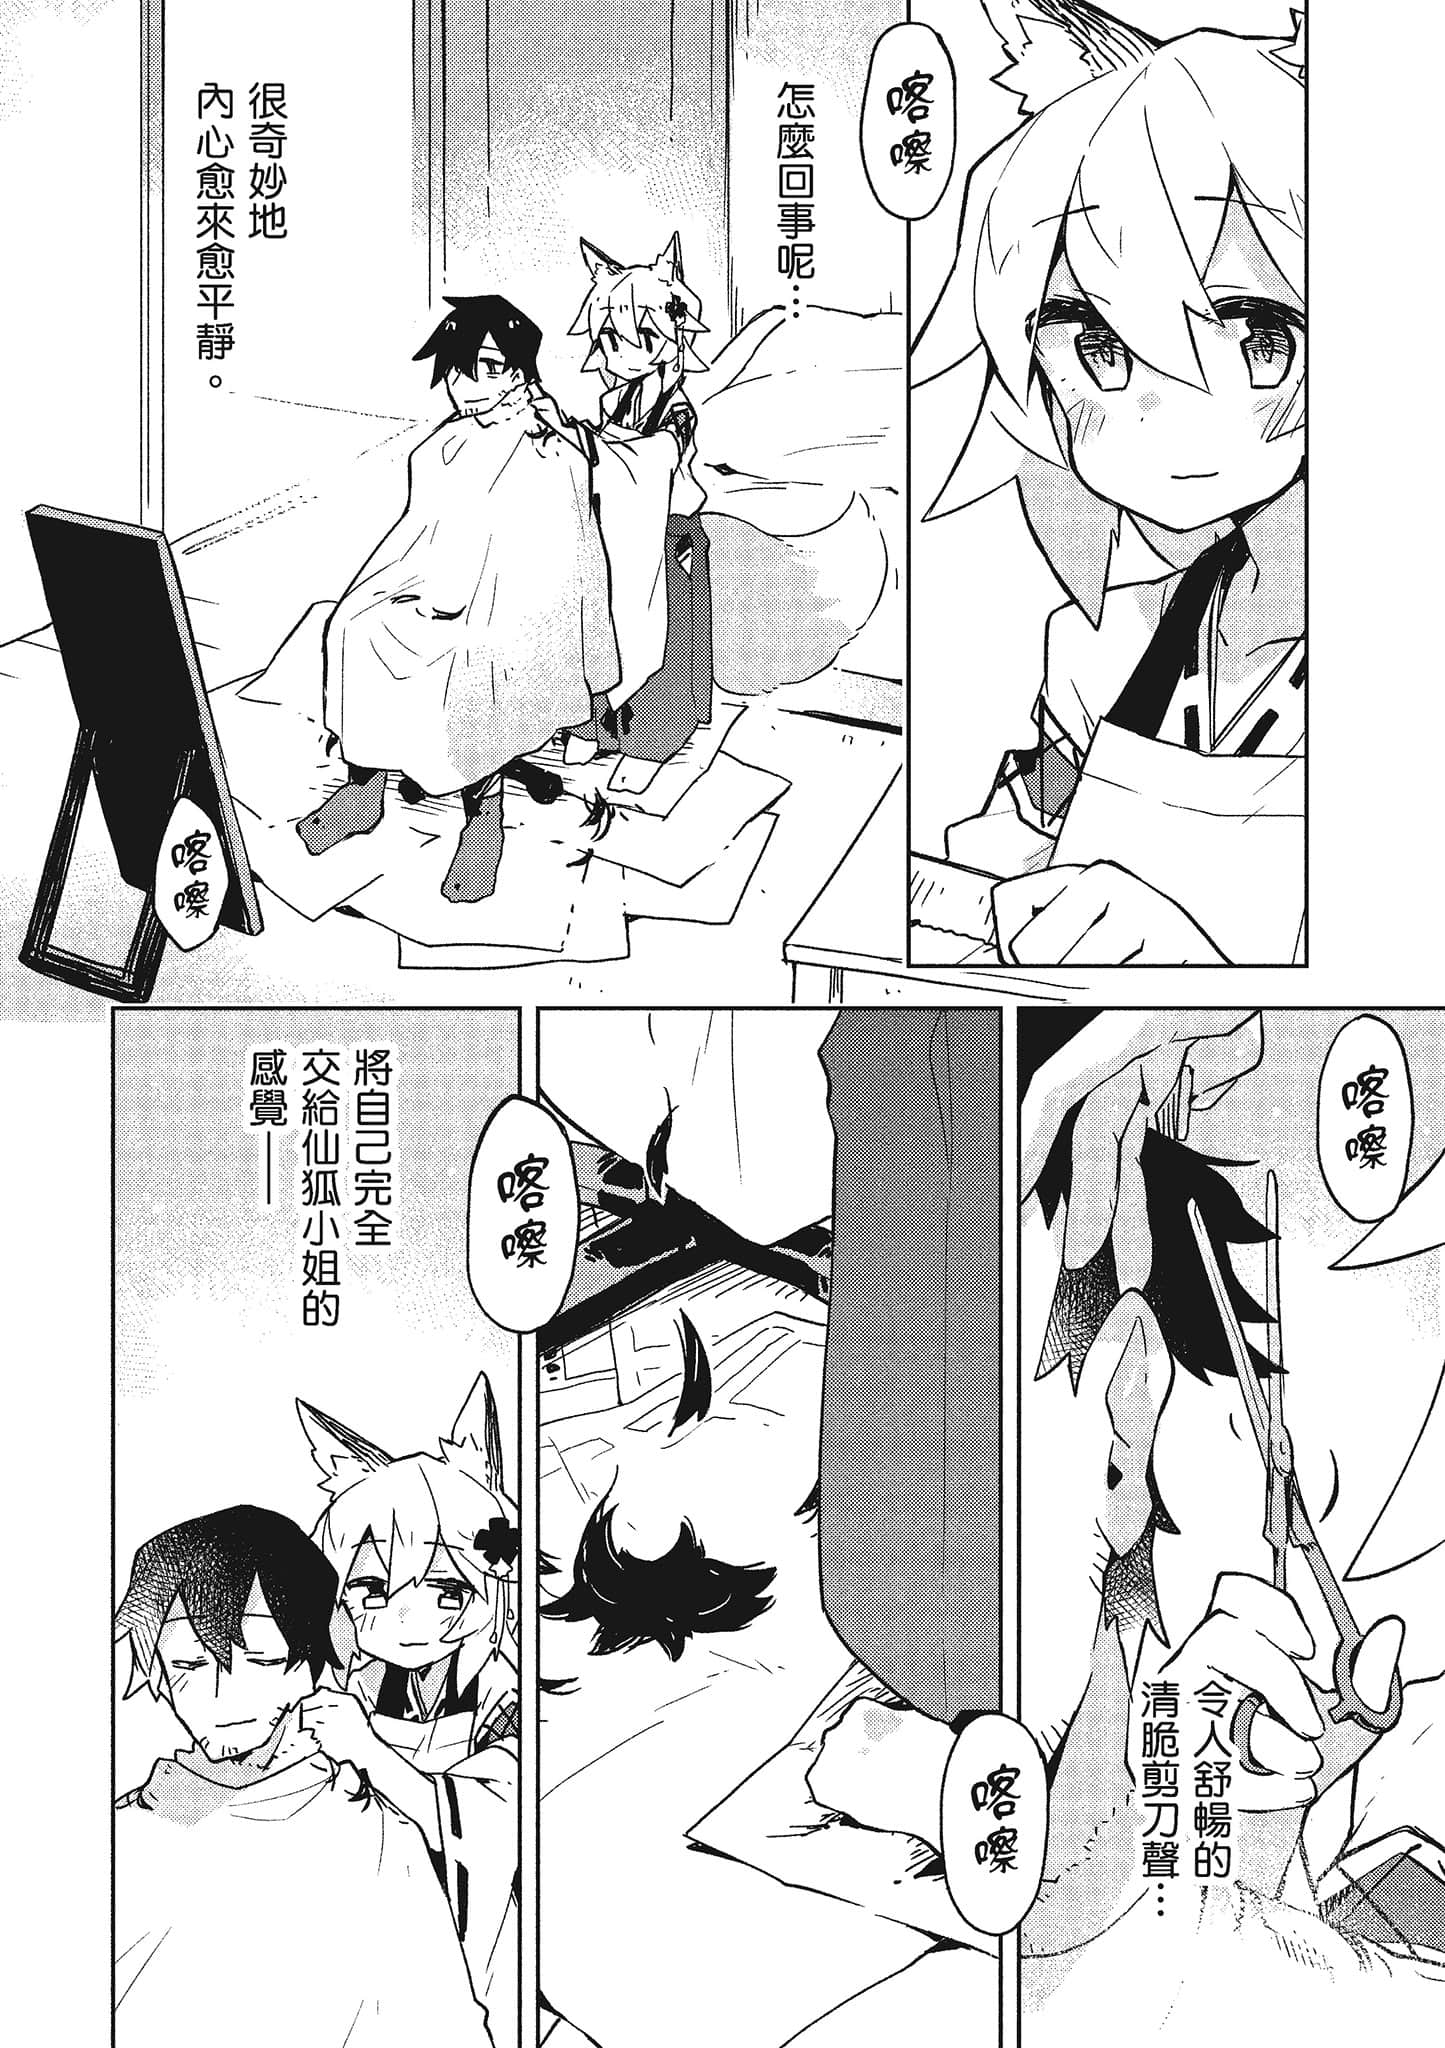 喀嚓
怎麼回事呢…
很奇妙地
內心愈來愈平靜。
喀嚓
喀嚓
令人舒暢的
清脆剪刀聲…
喀嚓
喀嚓
將自己完全
交給仙狐小姐的
感覺──